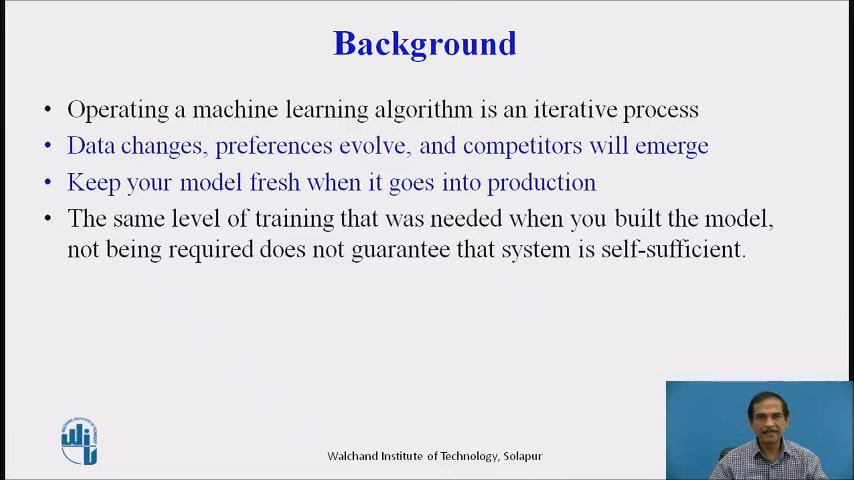 Background
• Operating a machine learning algorithm is an iterative process
• Data changes, preferences evolve, and competitors will emerge
• Keep your model fresh when it goes into production
• The same level of training that was needed when you built the model,
not being required does not guarantee that system is self-sufficient.
Walchand Institute of Technology, Solapur